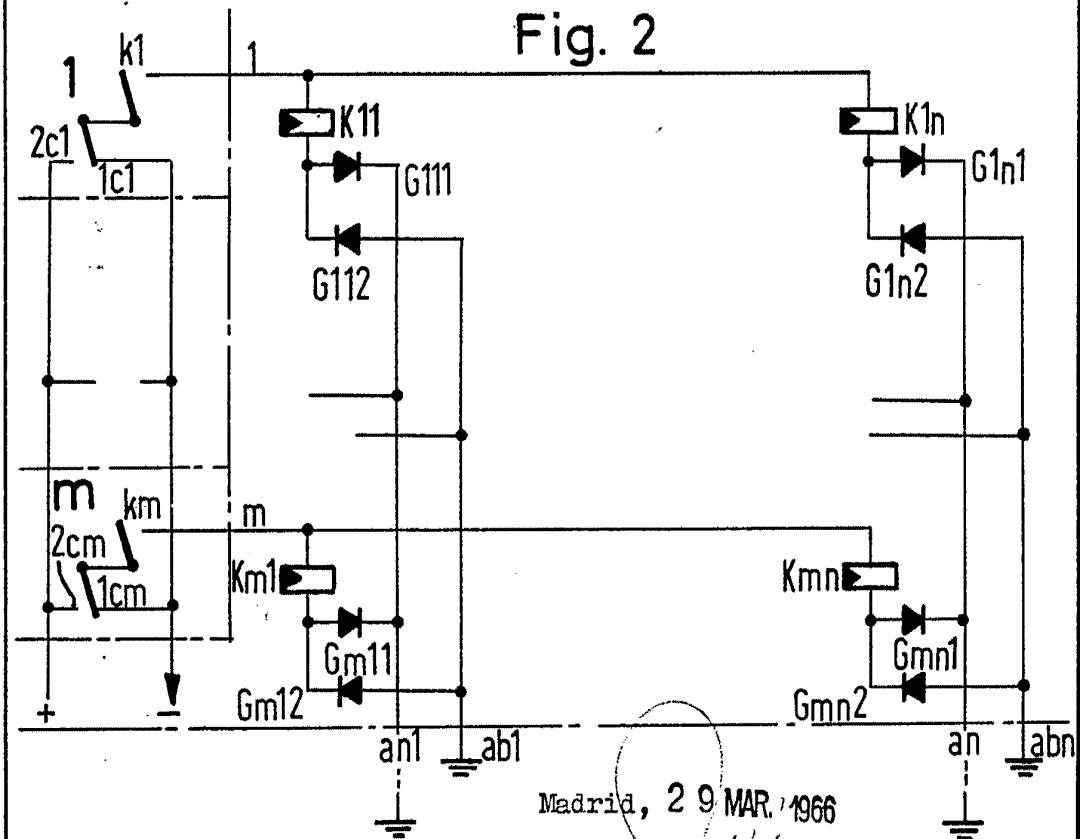 Fig. 2
1
k1
1
2c1
1c1
K11
K1n
G111
G1n1
G112
G1n2
m
km
m
2cm
1cm
Km1
Kmn
Gm11
Gmn1
Gm12
Gmn2
+
−
an1
ab1
an
abn
Madrid, 29 MAR. 1966